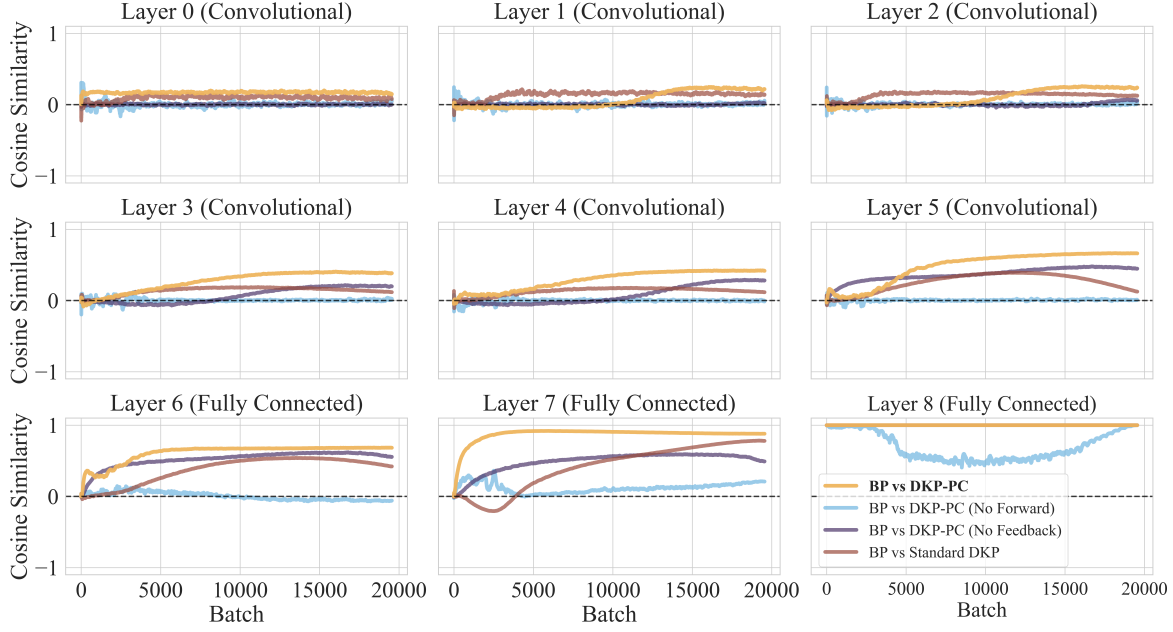 Layer 0 (Convolutional)
Layer 1 (Convolutional)
Layer 2 (Convolutional)
Cosine Similarity
1
0
−1
Layer 3 (Convolutional)
Layer 4 (Convolutional)
Layer 5 (Convolutional)
Cosine Similarity
1
0
−1
Layer 6 (Fully Connected)
Layer 7 (Fully Connected)
Layer 8 (Fully Connected)
Cosine Similarity
1
0
−1
BP vs DKP-PC
BP vs DKP-PC (No Forward)
BP vs DKP-PC (No Feedback)
BP vs Standard DKP
0 5000 10000 15000 20000
0 5000 10000 15000 20000
0 5000 10000 15000 20000
Batch
Batch
Batch